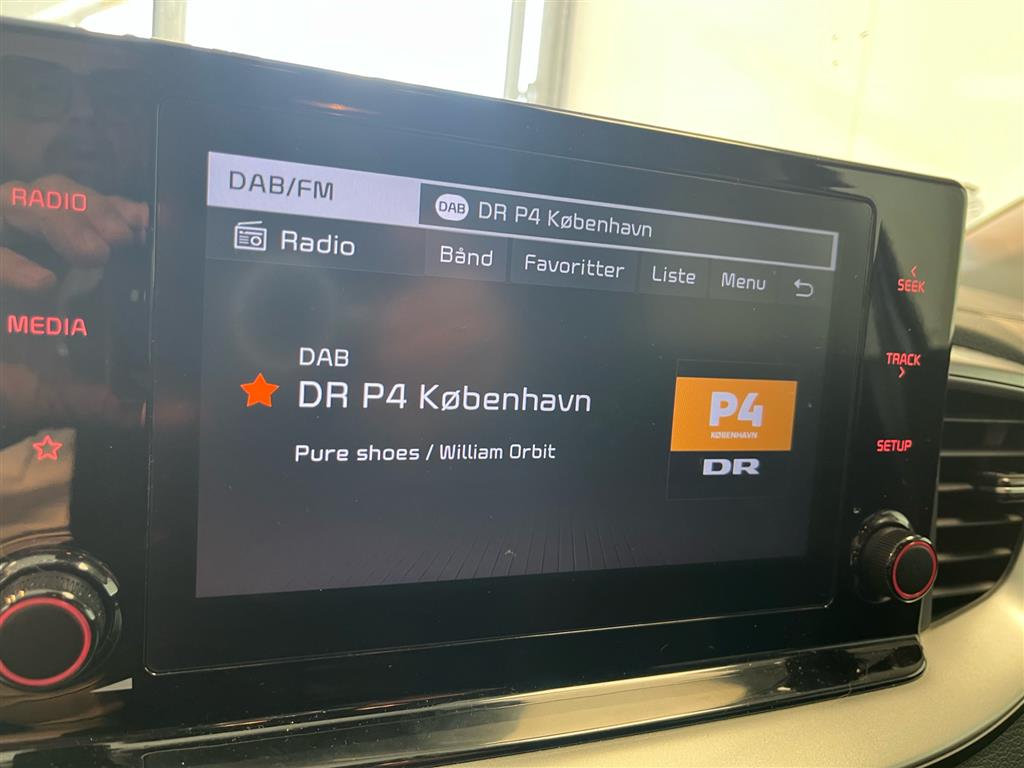 RADIO
MEDIA
DAB/FM
DAB DR P4 København
Radio
Bånd
Favoritter
Liste
Menu
DAB
DR P4 København
Pure shoes / William Orbit
P4
KØBENHAVN
DR
< SEEK
TRACK >
SETUP